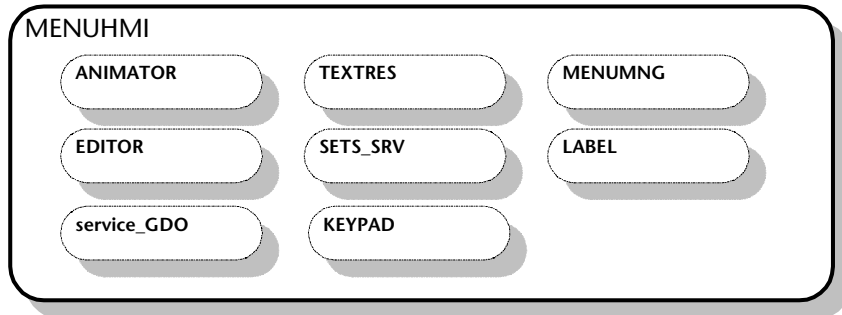 MENUHMI
ANIMATOR
TEXTRES
MENUMNG
EDITOR
SETS_SRV
LABEL
service_GDO
KEYPAD